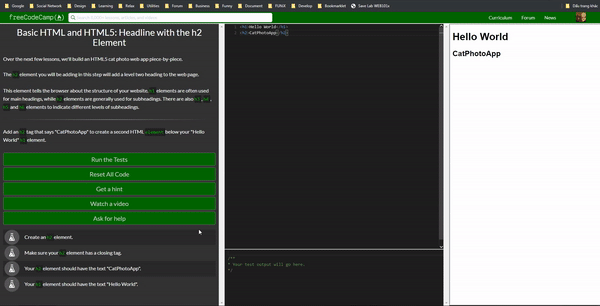 Google
Social Network
Design
Dev
Utilities
Forum
Business
Funny
Document
FUNiX
Develop
Bookmarklet
Save Lab WEB101x
Dấu trang khác
freeCodeCamp
Curriculum Forum News
Basic HTML and HTML5: Headline with the h2
Element
Over the next few lessons, we'll build an HTML5 cat photo web app piece-by-piece.
The h2 element you will be adding in this step will add a level two heading to the web page.
This element tells the browser about the structure of your website. h1 elements are often used
for main headings, while h2 elements are generally used for subheadings. There are also h3, h4,
h5 and h6 elements to indicate different levels of subheadings.
Add an h2 tag that says "CatPhotoApp" to create a second HTML element below your "Hello
World" h1 element.
Run the Tests
Reset All Code
Get a hint
Watch a video
Ask for help
Create an h2 element.
Make sure your h2 element has a closing tag.
Your h2 element should have the text "CatPhotoApp".
Your h1 element should have the text "Hello World".
<h1>Hello World</h1>
<h2>CatPhotoApp</h2>
/**
* Your test output will go here.
*/
Hello World
CatPhotoApp